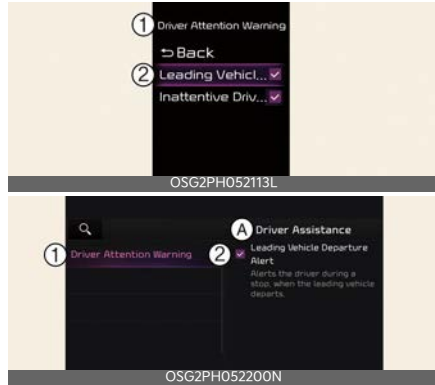 ① Driver Attention Warning
⮌ Back
② Leading Vehicl...
Inattentive Driv...
OSG2PH052113L
Ⓐ Driver Assistance
① Driver Attention Warning
② Leading Vehicle Departure
Alert
Alerts the driver during a
stop, when the leading vehicle
departs.
OSG2PH052200N